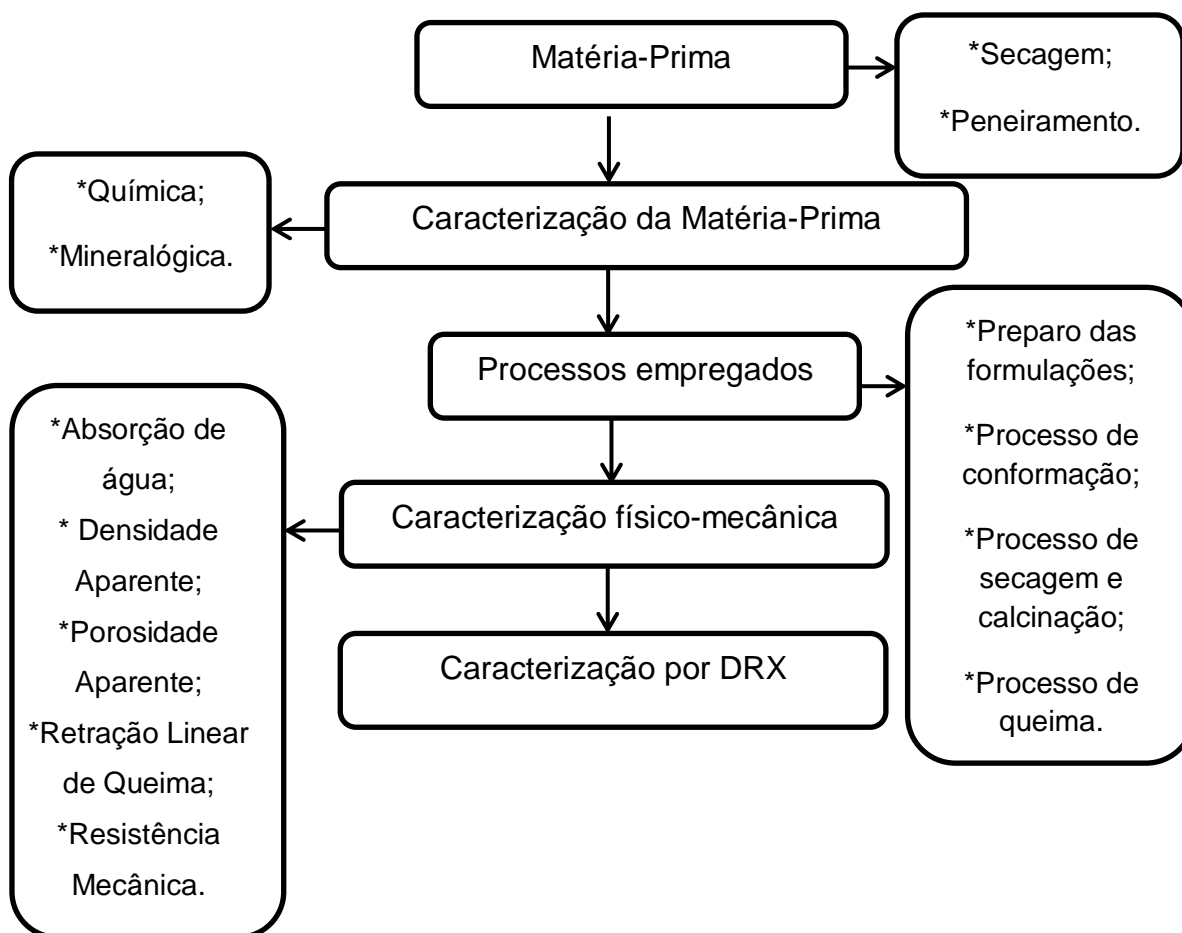 Matéria-Prima
*Secagem;
*Peneiramento.
*Química;
*Mineralógica.
Caracterização da Matéria-Prima
Processos empregados
*Preparo das
formulações;
*Processo de
conformação;
*Processo de
secagem e
calcinação;
*Processo de
queima.
*Absorção de
água;
* Densidade
Aparente;
*Porosidade
Aparente;
*Retração Linear
de Queima;
*Resistência
Mecânica.
Caracterização físico-mecânica
Caracterização por DRX